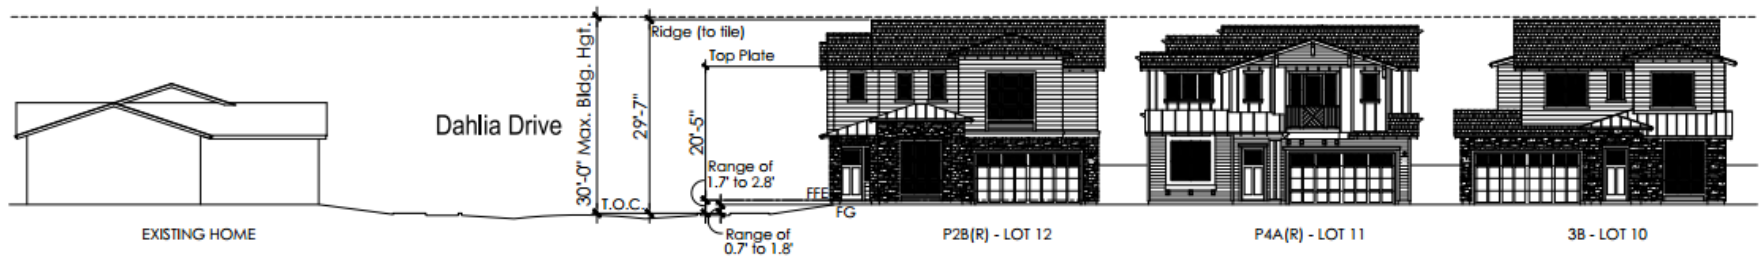 30'-0" Max. Bldg. Hgt.
29'-7"
Ridge (to tile)
Top Plate
20'-5"
Dahlia Drive
Range of
1.7' to 2.8'
FFE
T.O.C.
FG
Range of
0.7' to 1.8'
EXISTING HOME
P2B(R) - LOT 12
P4A(R) - LOT 11
3B - LOT 10